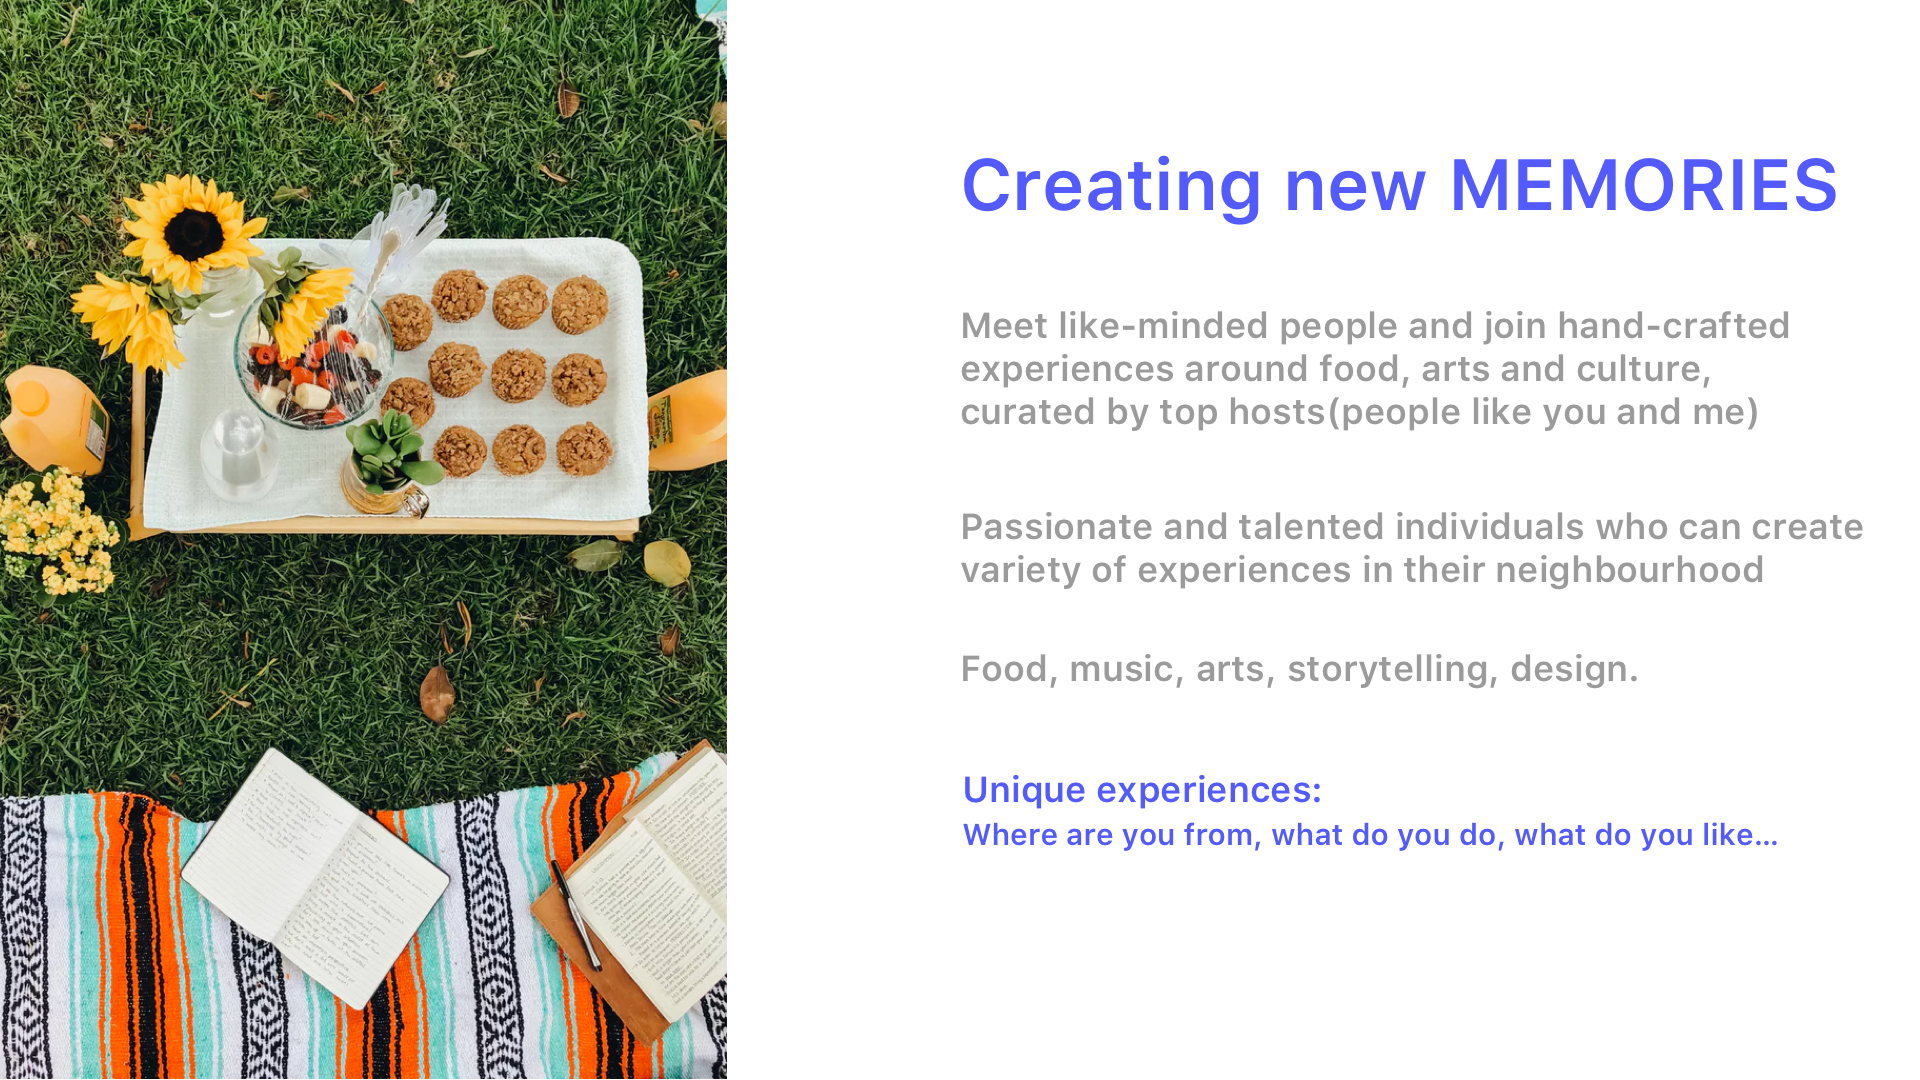 Creating new MEMORIES
Meet like-minded people and join hand-crafted
experiences around food, arts and culture,
curated by top hosts(people like you and me)
Passionate and talented individuals who can create
variety of experiences in their neighbourhood
Food, music, arts, storytelling, design.
Unique experiences:
Where are you from, what do you do, what do you like...